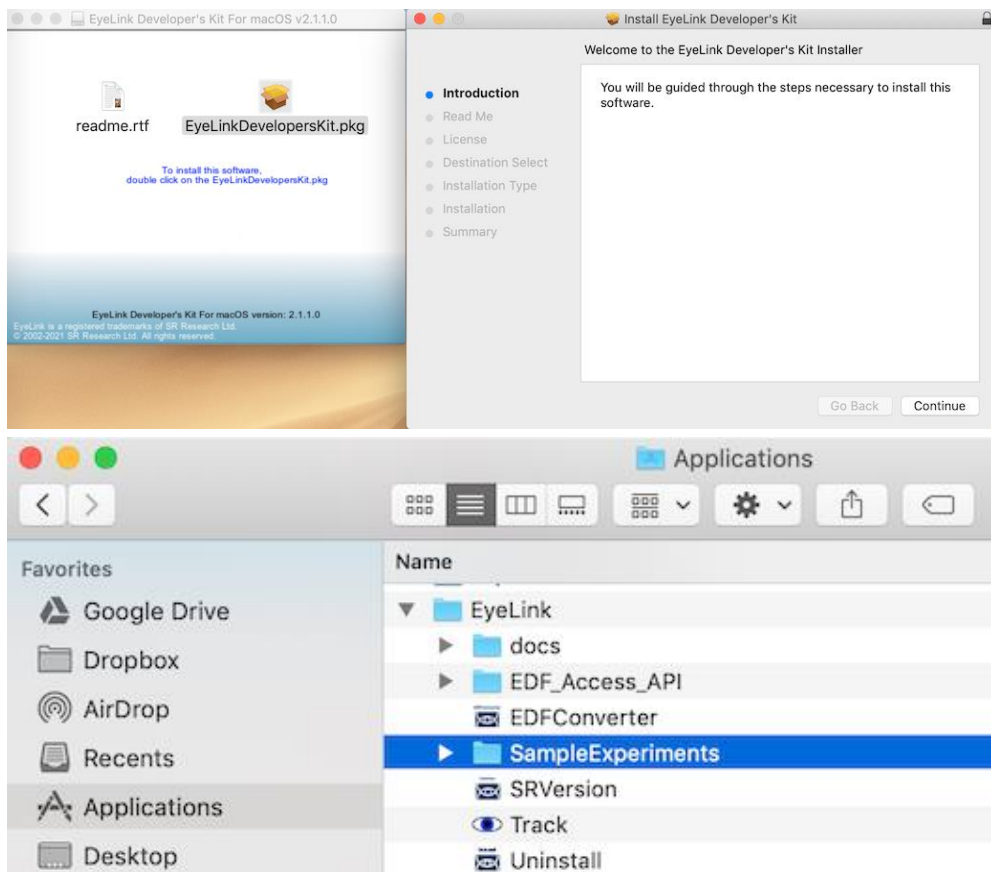 EyeLink Developer's Kit For macOS v2.1.1.0
readme.rtf
EyeLinkDevelopersKit.pkg
To install this software,
double click on the EyeLinkDevelopersKit.pkg
EyeLink Developer's Kit For macOS version: 2.1.1.0
EyeLink is a registered trademarks of SR Research Ltd.
© 2002-2021 SR Research Ltd. All rights reserved.
Install EyeLink Developer's Kit
Welcome to the EyeLink Developer's Kit Installer
Introduction
Read Me
License
Destination Select
Installation Type
Installation
Summary
You will be guided through the steps necessary to install this
software.
Go Back
Continue
Applications
Favorites
Google Drive
Dropbox
AirDrop
Recents
Applications
Desktop
Name
EyeLink
docs
EDF_Access_API
EDFConverter
SampleExperiments
SRVersion
Track
Uninstall